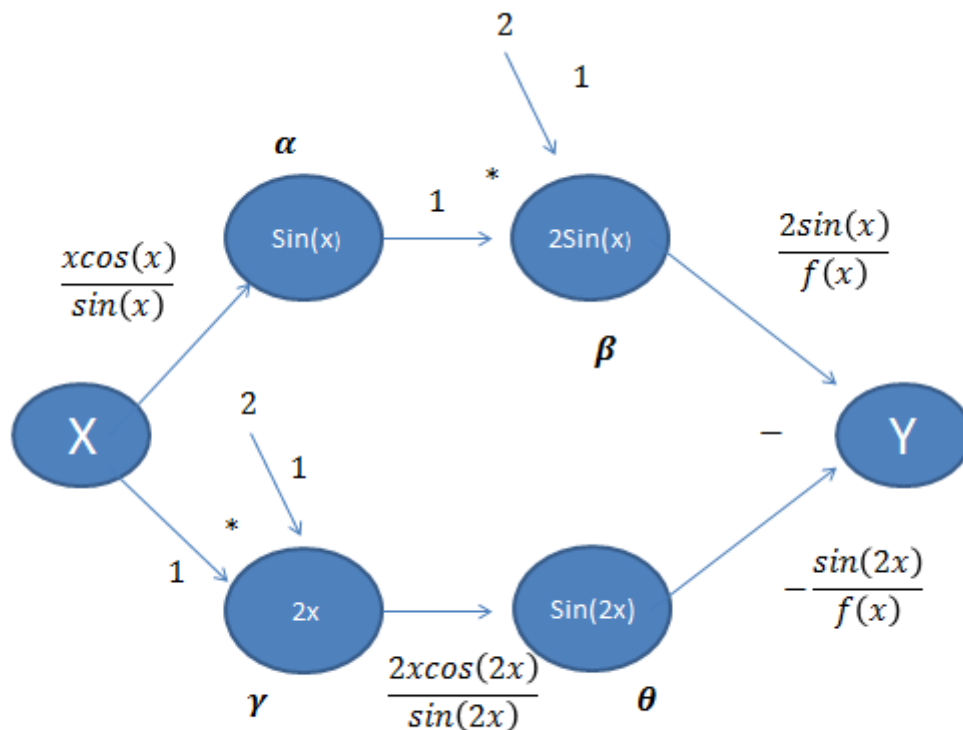 2
1
α
*
1
Sin(x)
2Sin(x)
xcos(x)
sin(x)
2sin(x)
f(x)
β
X
2
−
Y
1
*
1
2x
Sin(2x)
−sin(2x)
f(x)
2xcos(2x)
sin(2x)
γ
θ